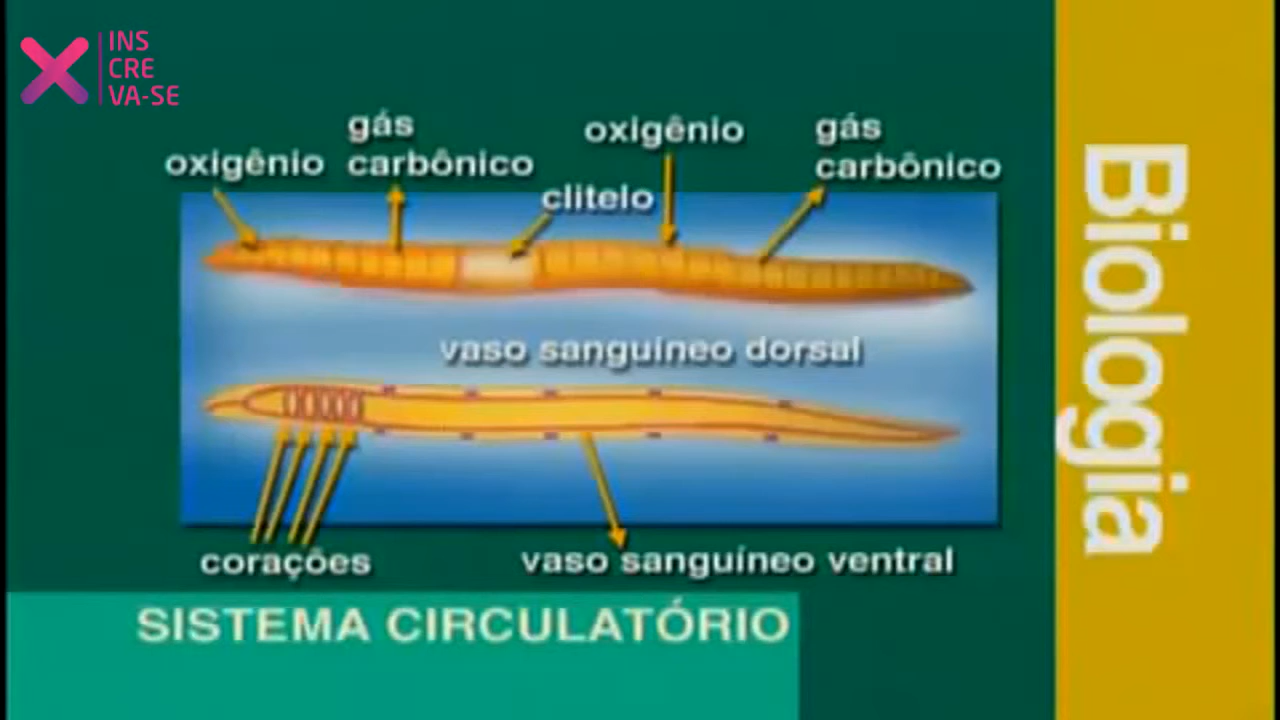 INS
CRE
VA-SE
oxigênio
gás
carbônico
clitelo
oxigênio
gás
carbônico
vaso sanguíneo dorsal
corações
vaso sanguíneo ventral
SISTEMA CIRCULATÓRIO
Biologia